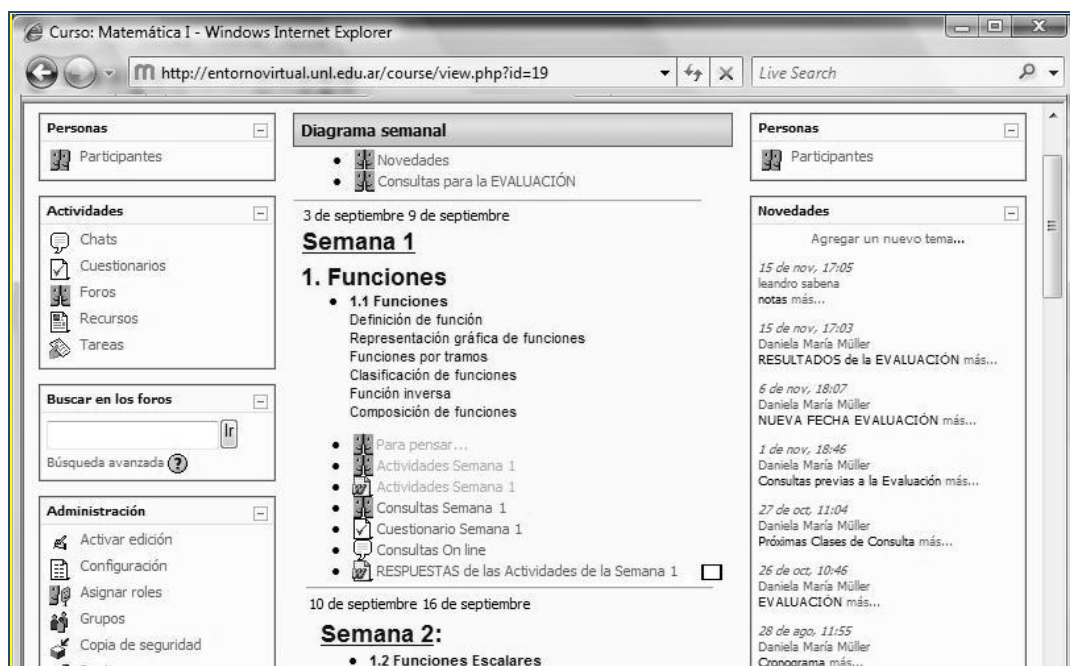 Curso: Matemática I - Windows Internet Explorer
http://entornovirtual.unl.edu.ar/course/view.php?id=19
Live Search
Personas
Participantes
Actividades
Chats
Cuestionarios
Foros
Recursos
Tareas
Buscar en los foros
Ir
Búsqueda avanzada ?
Administración
Activar edición
Configuración
Asignar roles
Grupos
Copia de seguridad
Diagrama semanal
Novedades
Consultas para la EVALUACIÓN
3 de septiembre 9 de septiembre
Semana 1
1. Funciones
1.1 Funciones
Definición de función
Representación gráfica de funciones
Funciones por tramos
Clasificación de funciones
Función inversa
Composición de funciones
Para pensar...
Actividades Semana 1
Actividades Semana 1
Consultas Semana 1
Cuestionario Semana 1
Consultas On line
RESPUESTAS de las Actividades de la Semana 1
10 de septiembre 16 de septiembre
Semana 2:
1.2 Funciones Escalares
Personas
Participantes
Novedades
Agregar un nuevo tema...
15 de nov, 17:05
leandro sabena
notas más...
15 de nov, 17:03
Daniela María Müller
RESULTADOS de la EVALUACIÓN más...
6 de nov, 18:07
Daniela María Müller
NUEVA FECHA EVALUACIÓN más...
1 de nov, 18:46
Daniela María Müller
Consultas previas a la Evaluación más...
27 de oct, 11:04
Daniela María Müller
Próximas Clases de Consulta más...
26 de oct, 10:46
Daniela María Müller
EVALUACIÓN más...
28 de ago, 11:55
Daniela María Müller
Cronograma más...